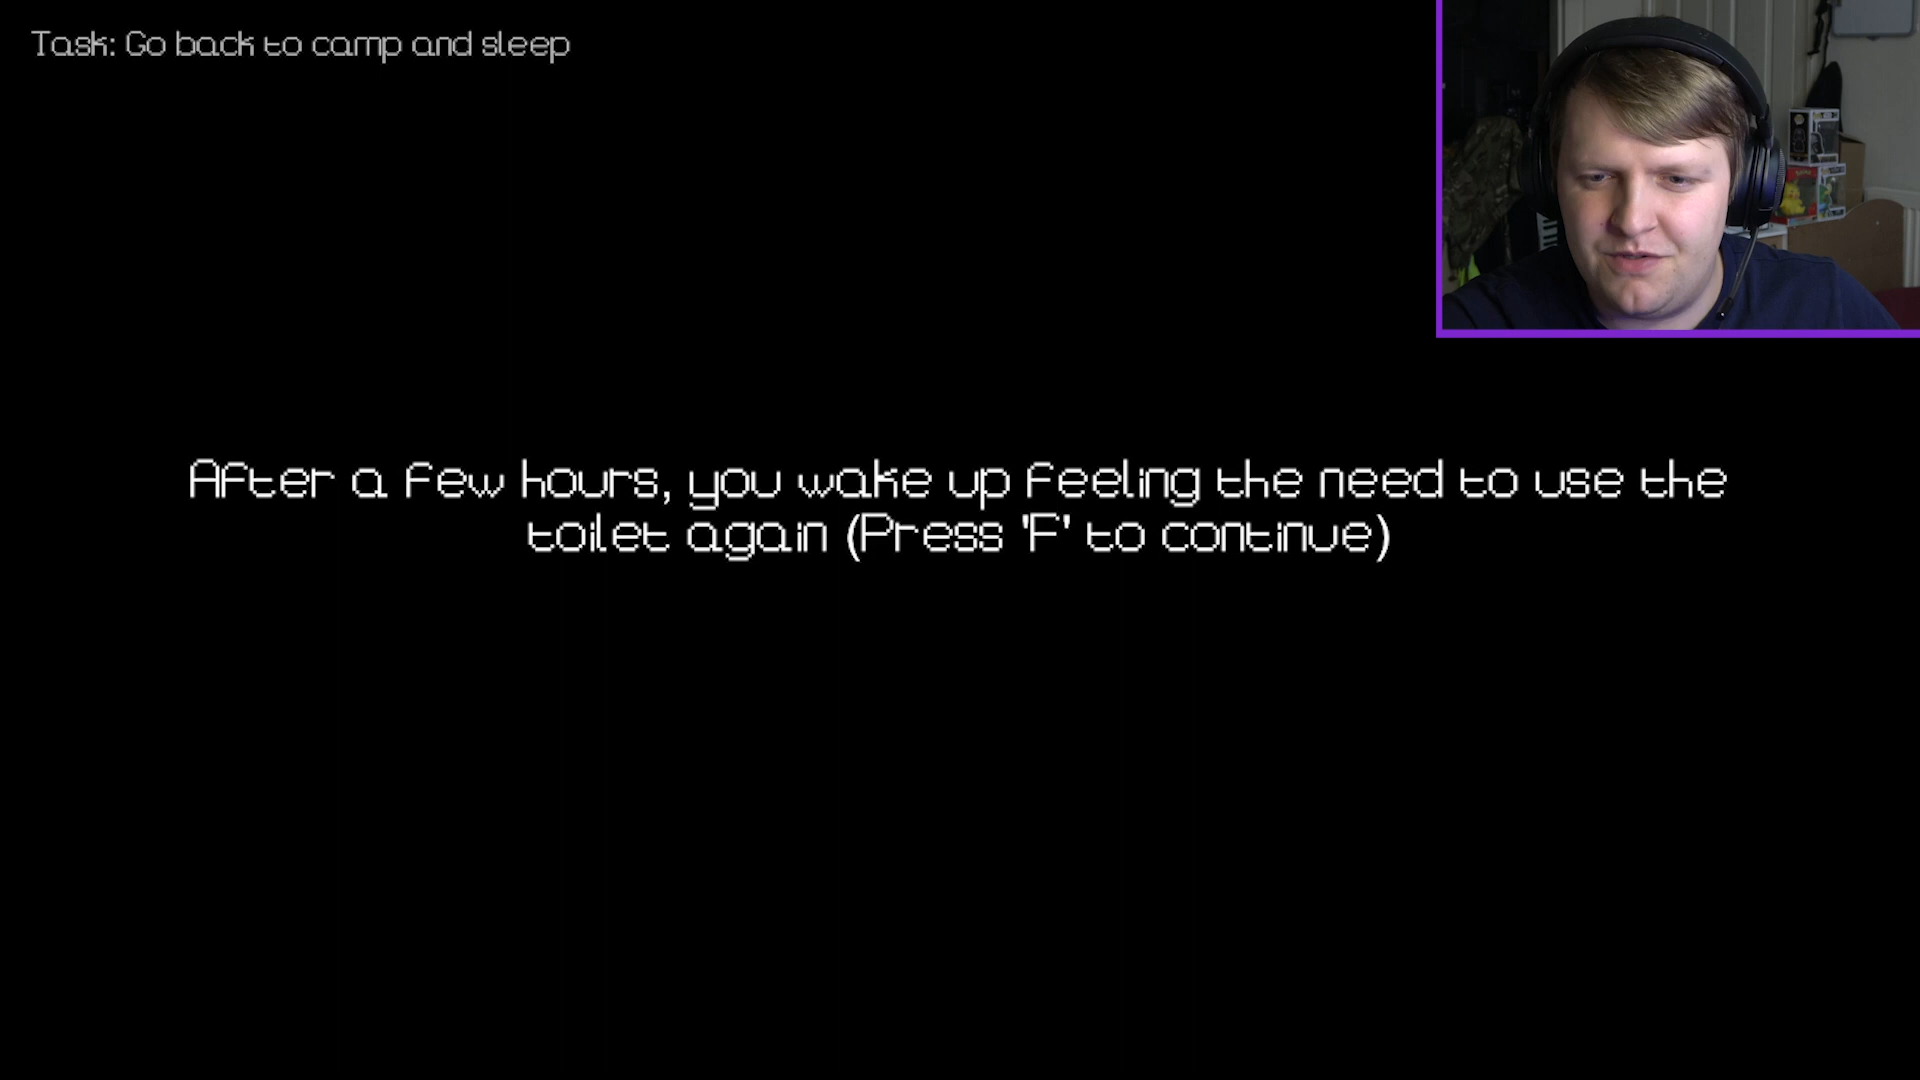 Task: Go back to camp and sleep
After a few hours, you wake up feeling the need to use the
toilet again (Press 'F' to continue)